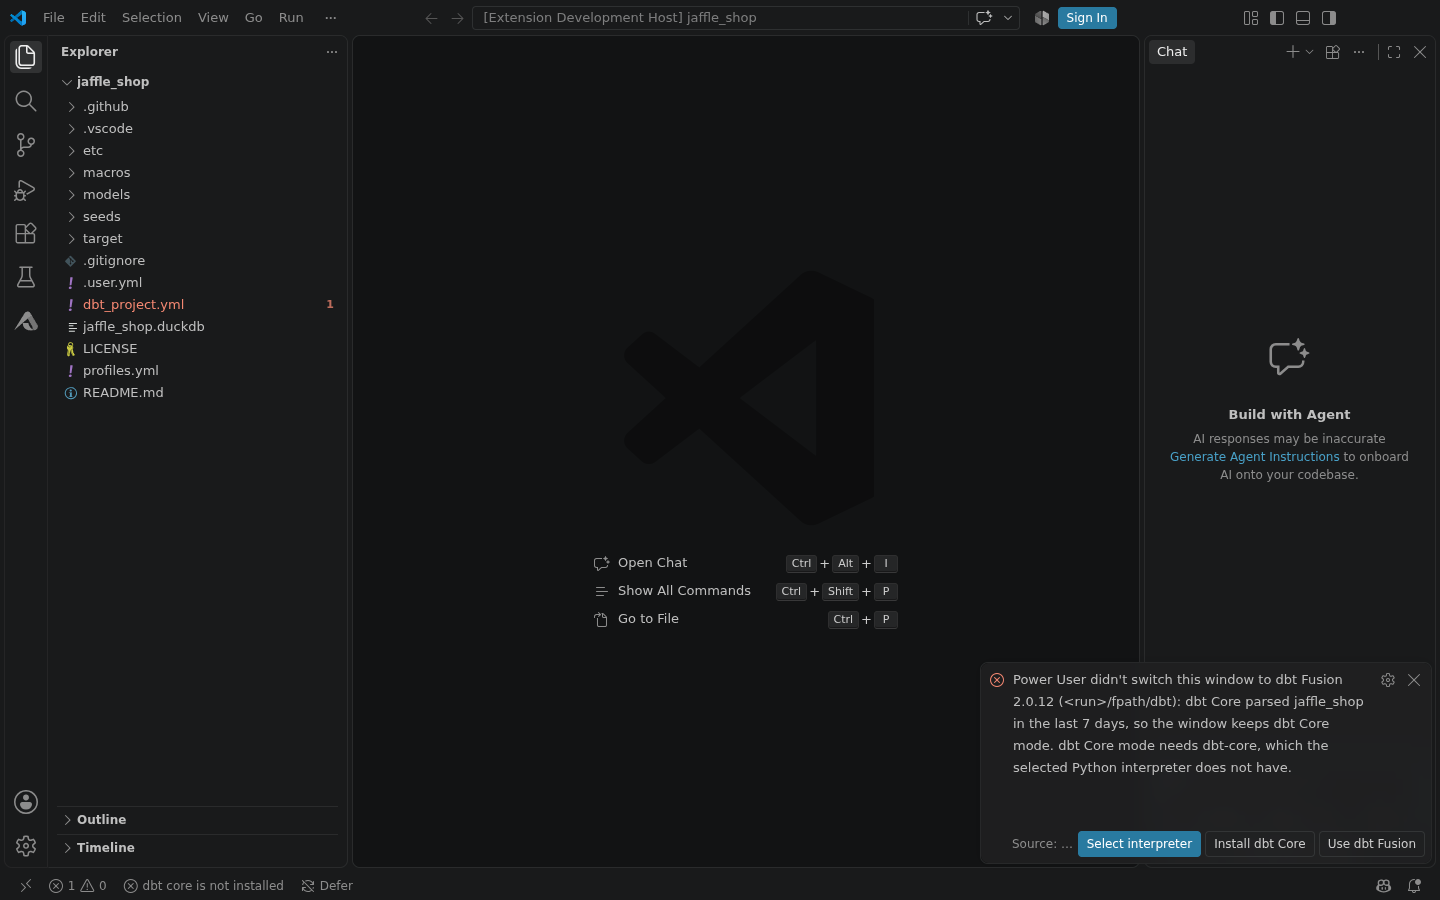 File Edit Selection View Go Run ···
[Extension Development Host] jaffle_shop
Sign In
Explorer
jaffle_shop
.github
.vscode
etc
macros
models
seeds
target
.gitignore
.user.yml
dbt_project.yml 1
jaffle_shop.duckdb
LICENSE
profiles.yml
README.md
Outline
Timeline
Open Chat Ctrl + Alt + I
Show All Commands Ctrl + Shift + P
Go to File Ctrl + P
Chat
Build with Agent
AI responses may be inaccurate
Generate Agent Instructions to onboard
AI onto your codebase.
Power User didn't switch this window to dbt Fusion
2.0.12 (<run>/fpath/dbt): dbt Core parsed jaffle_shop
in the last 7 days, so the window keeps dbt Core
mode. dbt Core mode needs dbt-core, which the
selected Python interpreter does not have.
Source: ... Select interpreter Install dbt Core Use dbt Fusion
1 0 dbt core is not installed Defer